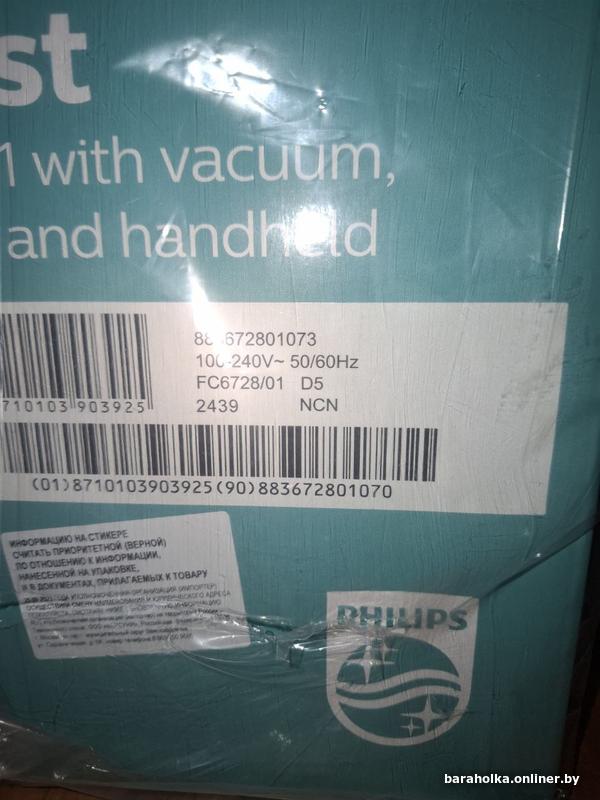 st
1 with vacuum,
and handheld
672801073
100-240V~ 50/60Hz
FC6728/01 D5
710103 903925
2439 NCN
(01)8710103903925(90)883672801070
ИНФОРМАЦИЮ НА СТИКЕРЕ
СЧИТАТЬ ПРИОРИТЕТНОЙ (ВЕРНОЙ)
ПО ОТНОШЕНИЮ К ИНФОРМАЦИИ,
НАНЕСЕННОЙ НА УПАКОВКЕ,
И В ДОКУМЕНТАХ, ПРИЛАГАЕМЫХ К ТОВАРУ
PHILIPS
baraholka.onliner.by